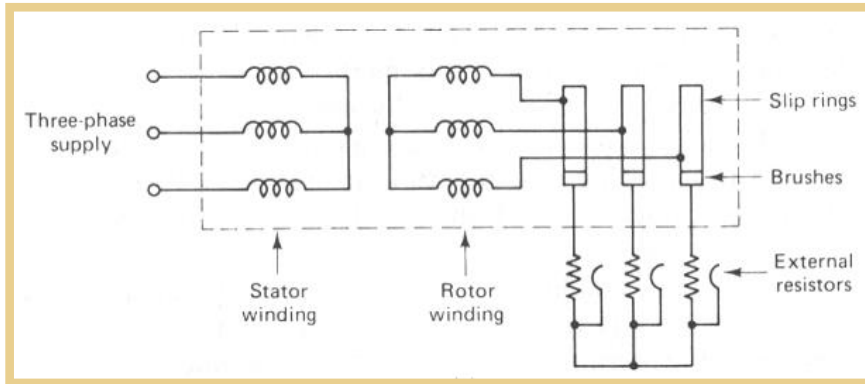 Three-phase
supply
Slip rings
Brushes
External
resistors
Stator
winding
Rotor
winding